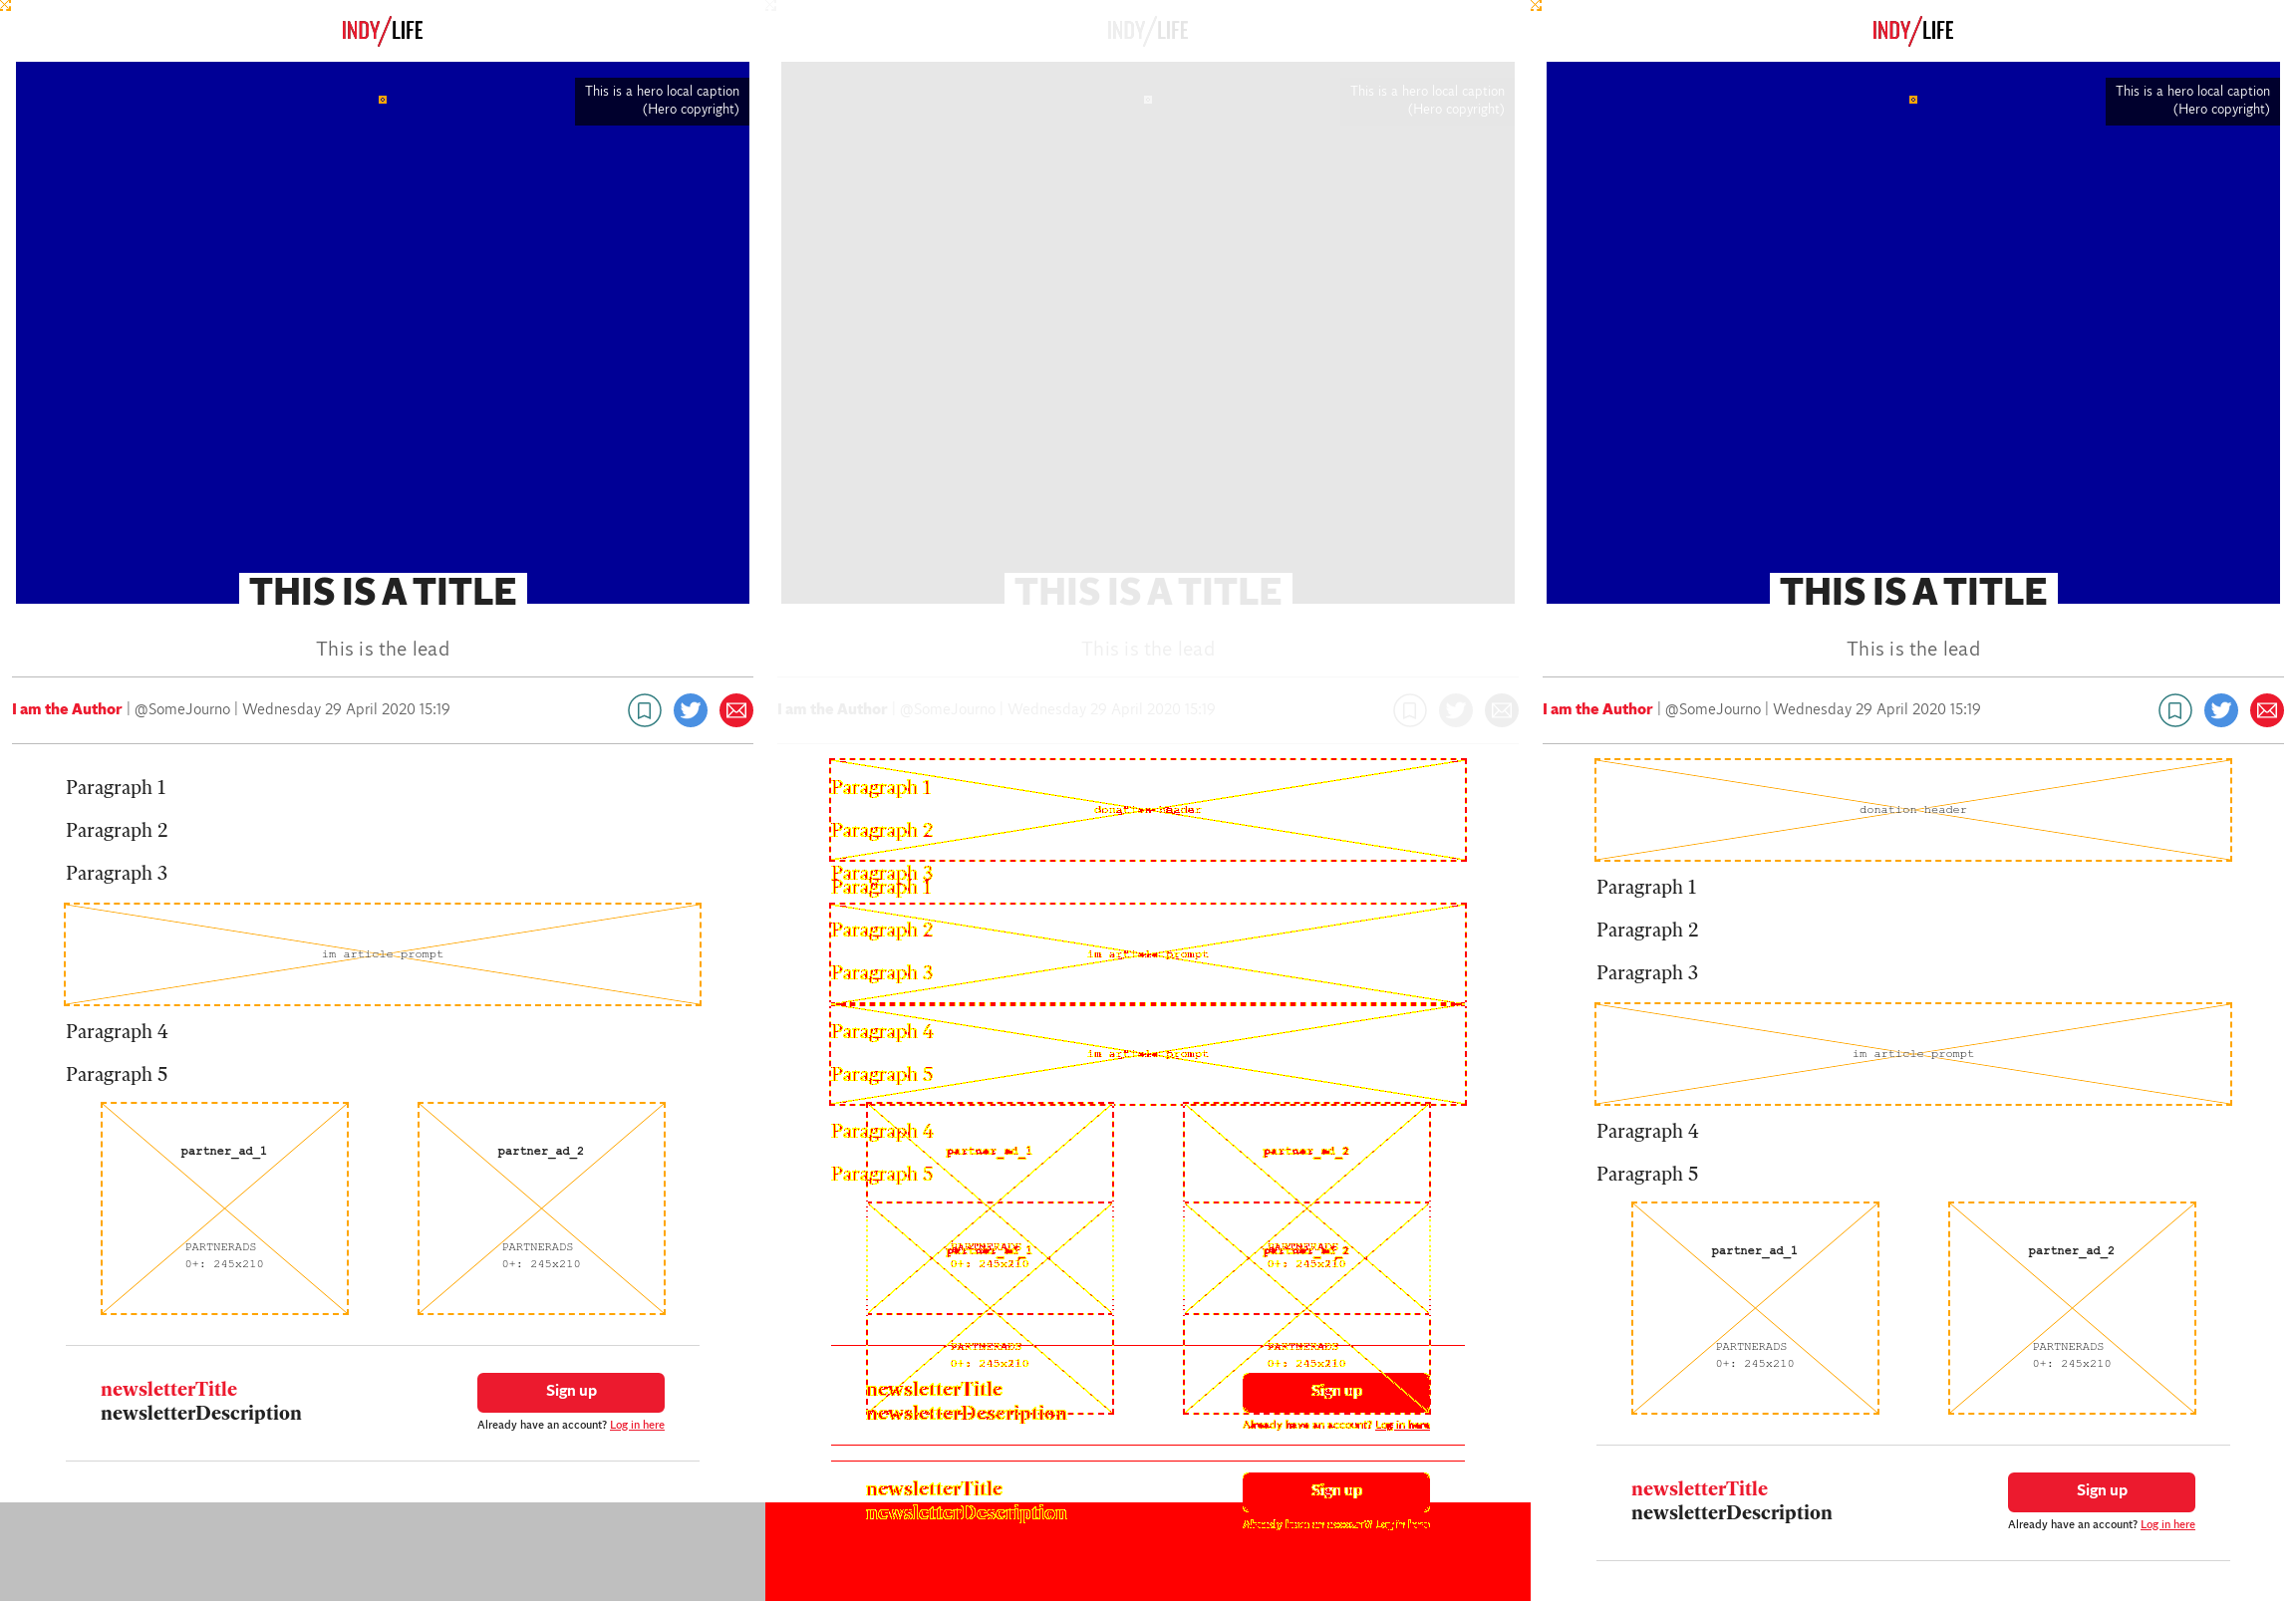 INDY/LIFE
This is a hero local caption
(Hero copyright)
THIS IS A TITLE
This is the lead
I am the Author | @SomeJourno | Wednesday 29 April 2020 15:19
Paragraph 1
Paragraph 2
Paragraph 3
im article prompt
Paragraph 4
Paragraph 5
partner_ad_1
PARTNERADS
0+: 245x210
partner_ad_2
PARTNERADS
0+: 245x210
newsletterTitle
newsletterDescription
Sign up
Already have an account? Log in here
INDY/LIFE
This is a hero local caption
(Hero copyright)
THIS IS A TITLE
This is the lead
I am the Author | @SomeJourno | Wednesday 29 April 2020 15:19
Paragraph 1
donation header
Paragraph 2
Paragraph 3
Paragraph 1
Paragraph 2
im article prompt
Paragraph 3
Paragraph 4
im article prompt
Paragraph 5
Paragraph 4
partner_ad_1
partner_ad_2
Paragraph 5
PARTNERADS
partner_ad_1
0+: 245x210
PARTNERADS
partner_ad_2
0+: 245x210
PARTNERADS
0+: 245x210
PARTNERADS
0+: 245x210
newsletterTitle
newsletterDescription
Sign up
Already have an account? Log in here
newsletterTitle
newsletterDescription
Sign up
Already have an account? Log in here
INDY/LIFE
This is a hero local caption
(Hero copyright)
THIS IS A TITLE
This is the lead
I am the Author | @SomeJourno | Wednesday 29 April 2020 15:19
donation header
Paragraph 1
Paragraph 2
Paragraph 3
im article prompt
Paragraph 4
Paragraph 5
partner_ad_1
PARTNERADS
0+: 245x210
partner_ad_2
PARTNERADS
0+: 245x210
newsletterTitle
newsletterDescription
Sign up
Already have an account? Log in here